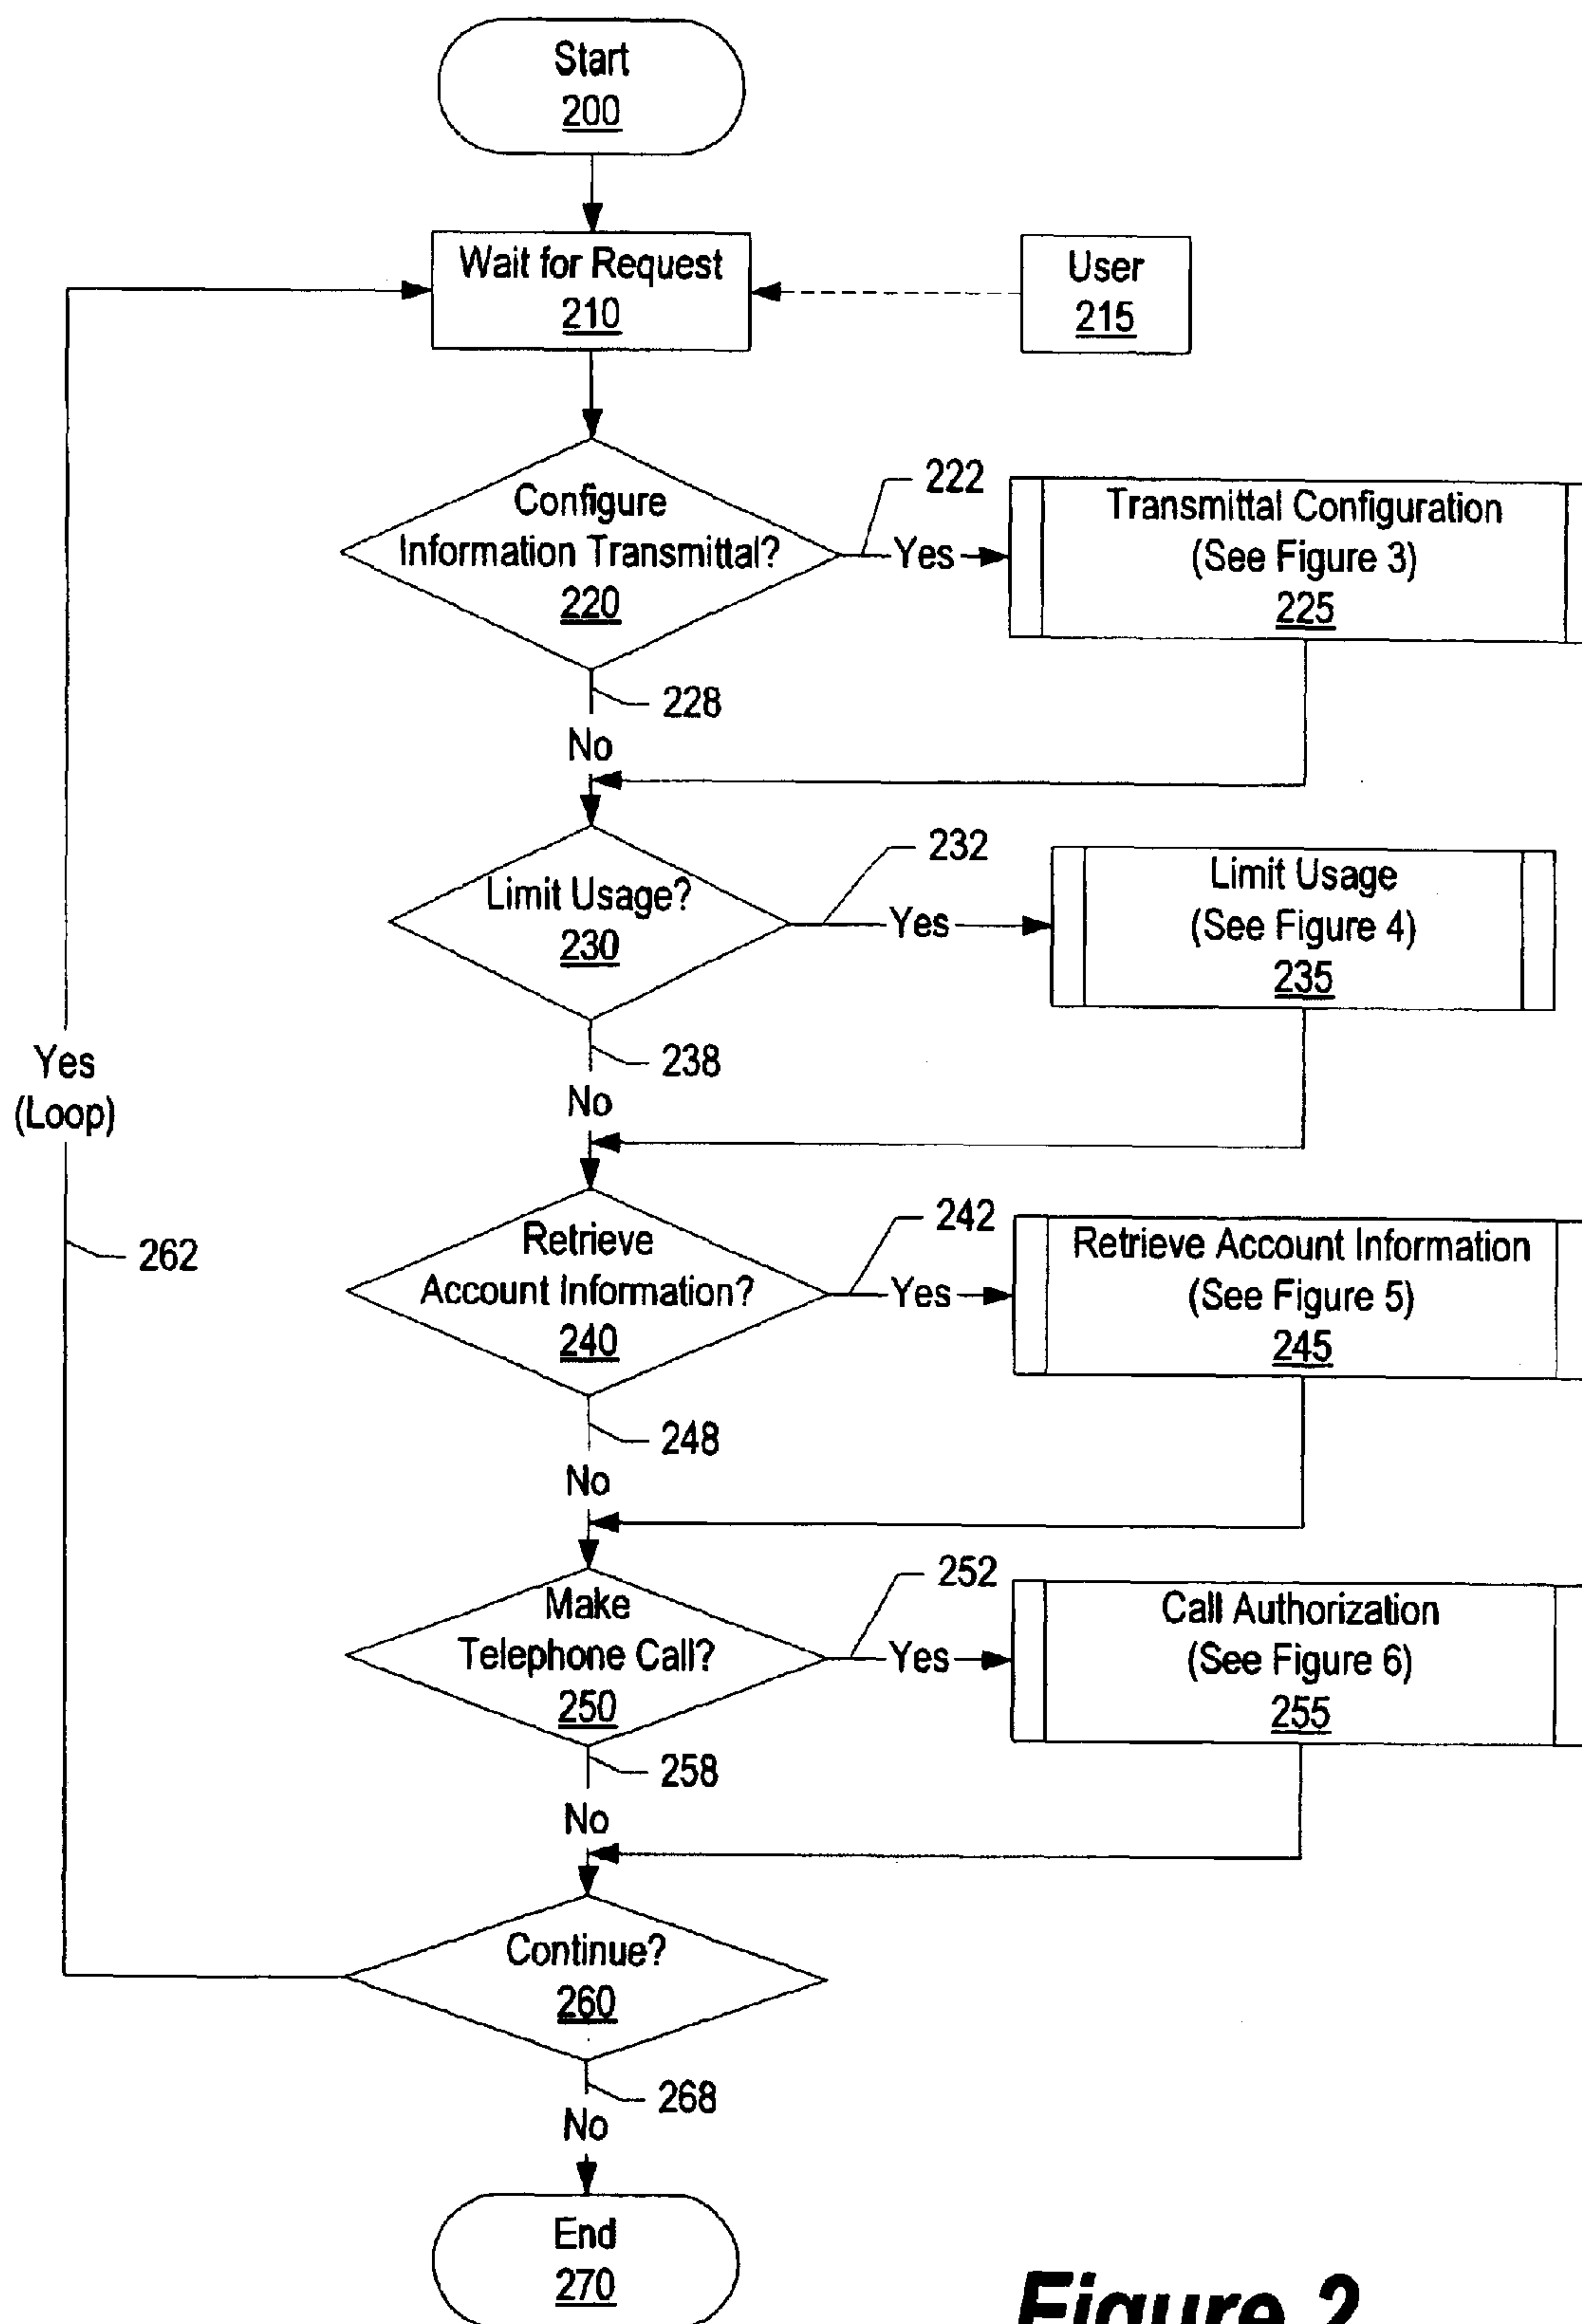 Start
200
Wait for Request
210
User
215
Configure
Information Transmittal?
220
222
Yes
Transmittal Configuration
(See Figure 3)
225
228
No
Limit Usage?
230
232
Yes
Limit Usage
(See Figure 4)
235
238
No
Yes
(Loop)
262
Retrieve
Account Information?
240
242
Yes
Retrieve Account Information
(See Figure 5)
245
248
No
Make
Telephone Call?
250
252
Yes
Call Authorization
(See Figure 6)
255
258
No
Continue?
260
268
No
End
270
Figure 2